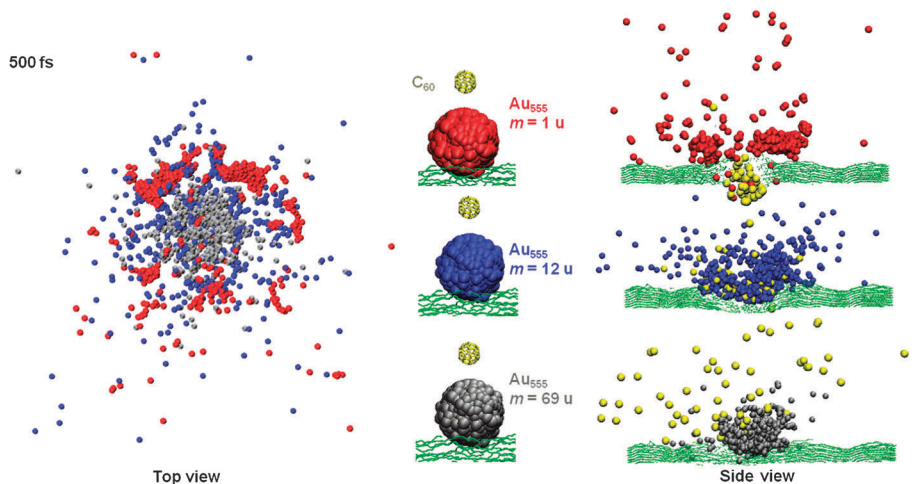 500 fs
C₆₀
Au₅₅₅
m = 1 u
Au₅₅₅
m = 12 u
Au₅₅₅
m = 69 u
Top view
Side view